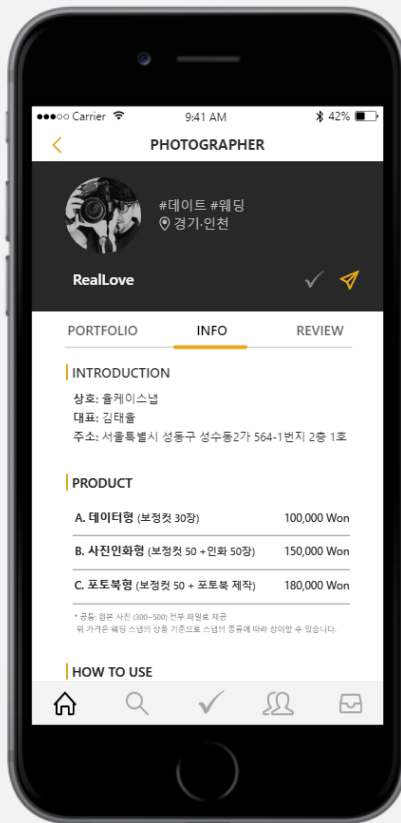 Carrier 9:41 AM 42%
PHOTOGRAPHER
#데이트 #웨딩
경기·인천
RealLove
PORTFOLIO INFO REVIEW
INTRODUCTION
상호: 율케이스냅
대표: 김태율
주소: 서울특별시 성동구 성수동2가 564-1번지 2층 1호
PRODUCT
A. 데이터형 (보정컷 30장) 100,000 Won
B. 사진인화형 (보정컷 50 +인화 50장) 150,000 Won
C. 포토북형 (보정컷 50 + 포토북 제작) 180,000 Won
* 공통: 원본 사진 (300~500) 전부 파일로 제공
위 가격은 웨딩 스냅의 상품 기준으로 스냅의 종류에 따라 상이할 수 있습니다.
HOW TO USE